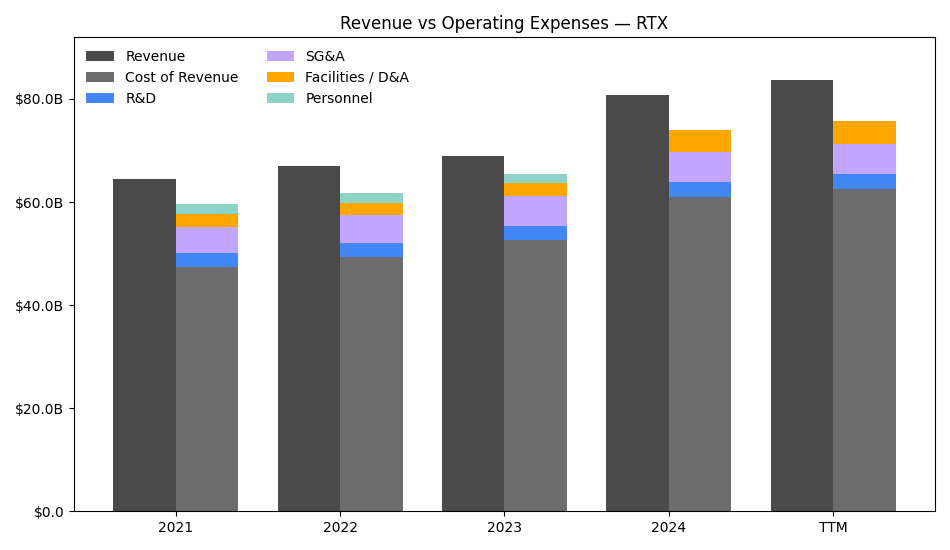 Revenue vs Operating Expenses — RTX
Revenue
Cost of Revenue
R&D
SG&A
Facilities / D&A
Personnel
$80.0B
$60.0B
$40.0B
$20.0B
$0.0
2021
2022
2023
2024
TTM